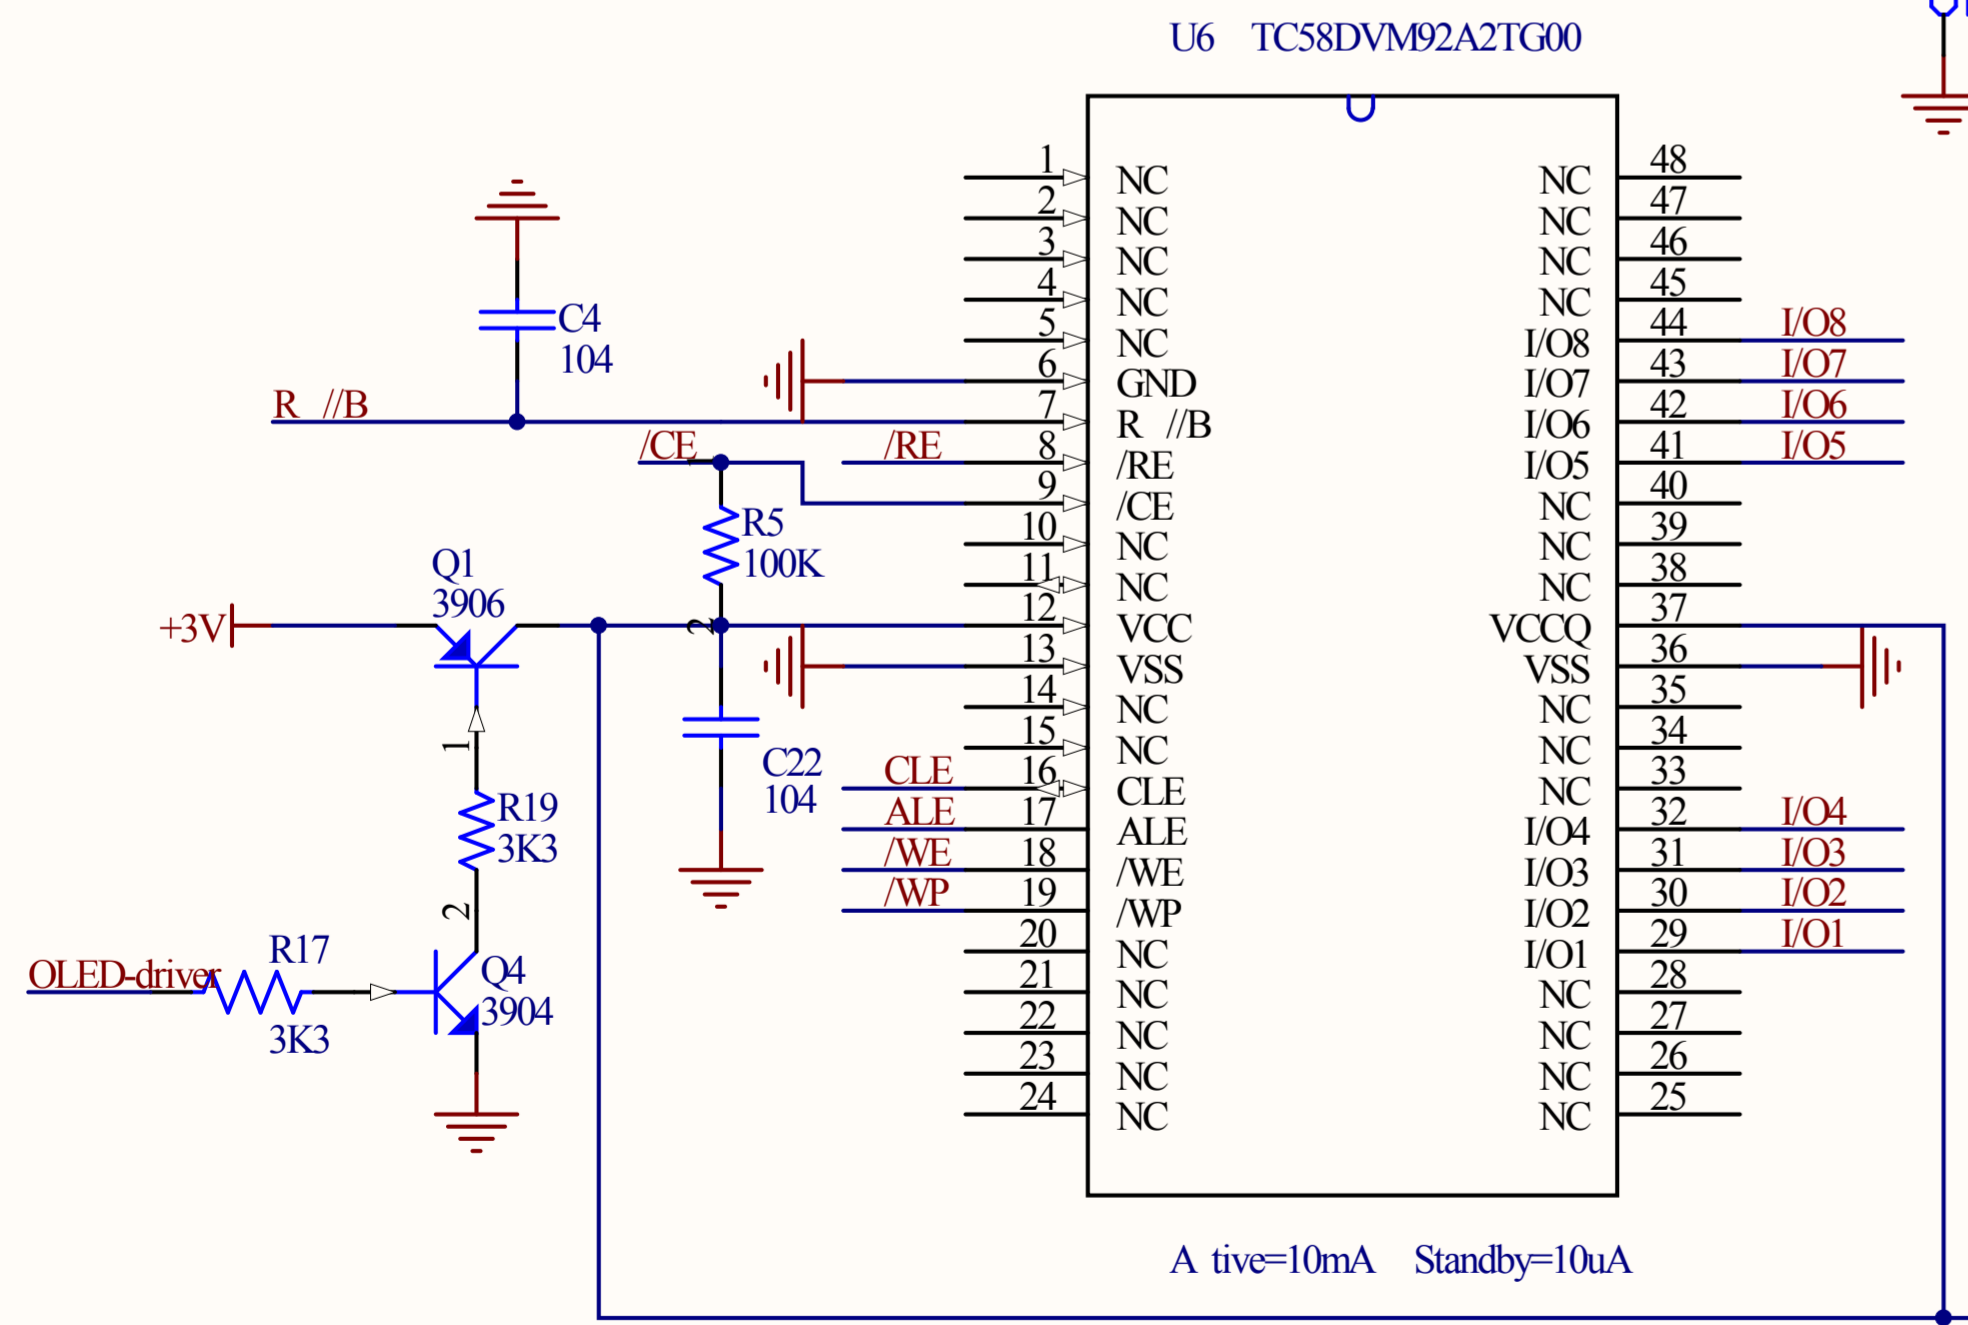 U6 TC58DVM92A2TG00
1 NC NC 48
2 NC NC 47
3 NC NC 46
4 NC NC 45
5 NC I/O8 44 I/O8
6 GND I/O7 43 I/O7
R //B 7 R //B I/O6 42 I/O6
/CE /RE 8 /RE I/O5 41 I/O5
9 /CE NC 40
10 NC NC 39
11 NC NC 38
12 VCC VCCQ 37
13 VSS VSS 36
14 NC NC 35
15 NC NC 34
CLE 16 CLE NC 33
ALE 17 ALE I/O4 32 I/O4
/WE 18 /WE I/O3 31 I/O3
/WP 19 /WP I/O2 30 I/O2
20 NC I/O1 29 I/O1
21 NC NC 28
22 NC NC 27
23 NC NC 26
24 NC NC 25
C4
104
R5
100K
Q1
3906
+3V
2
C22
104
1
R19
3K3
2
OLED-driver
R17
3K3
Q4
3904
A tive=10mA Standby=10uA